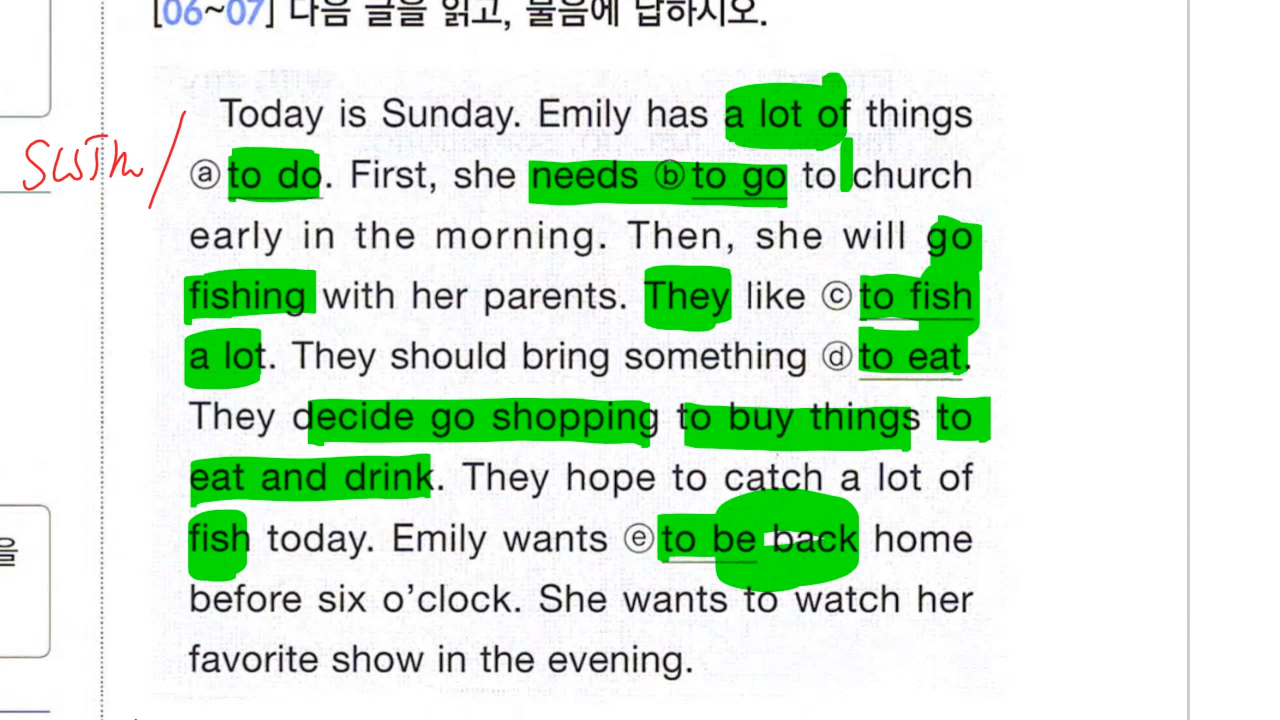 [06~07] 다음 글을 읽고, 물음에 답하시오.
Today is Sunday. Emily has a lot of things
ⓐ to do. First, she needs ⓑ to go to church
early in the morning. Then, she will go
fishing with her parents. They like ⓒ to fish
a lot. They should bring something ⓓ to eat.
They decide go shopping to buy things to
eat and drink. They hope to catch a lot of
fish today. Emily wants ⓔ to be back home
before six o'clock. She wants to watch her
favorite show in the evening.
을